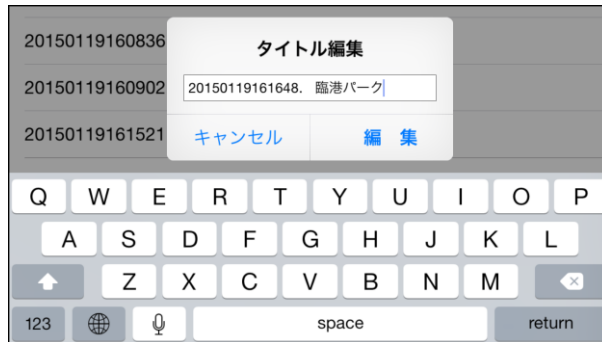 20150119160836
20150119160902
20150119161521
タイトル編集
20150119161648. 臨港パーク
キャンセル 編 集
Q W E R T Y U I O P
A S D F G H J K L
Z X C V B N M
123 space return